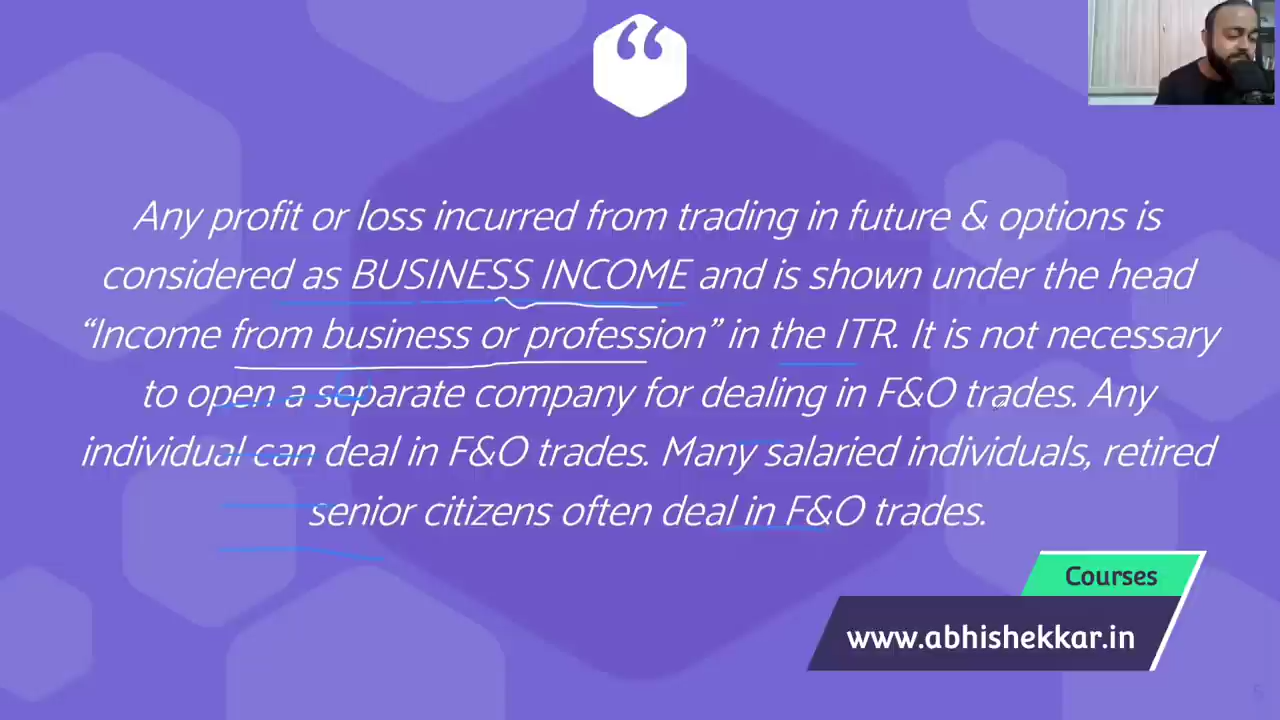 Any profit or loss incurred from trading in future & options is
considered as BUSINESS INCOME and is shown under the head
“Income from business or profession” in the ITR. It is not necessary
to open a separate company for dealing in F&O trades. Any
individual can deal in F&O trades. Many salaried individuals, retired
senior citizens often deal in F&O trades.
Courses
www.abhishekkar.in
5